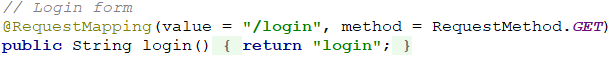 // Login form
@RequestMapping(value = "/login", method = RequestMethod.GET)
public String login() { return "login"; }